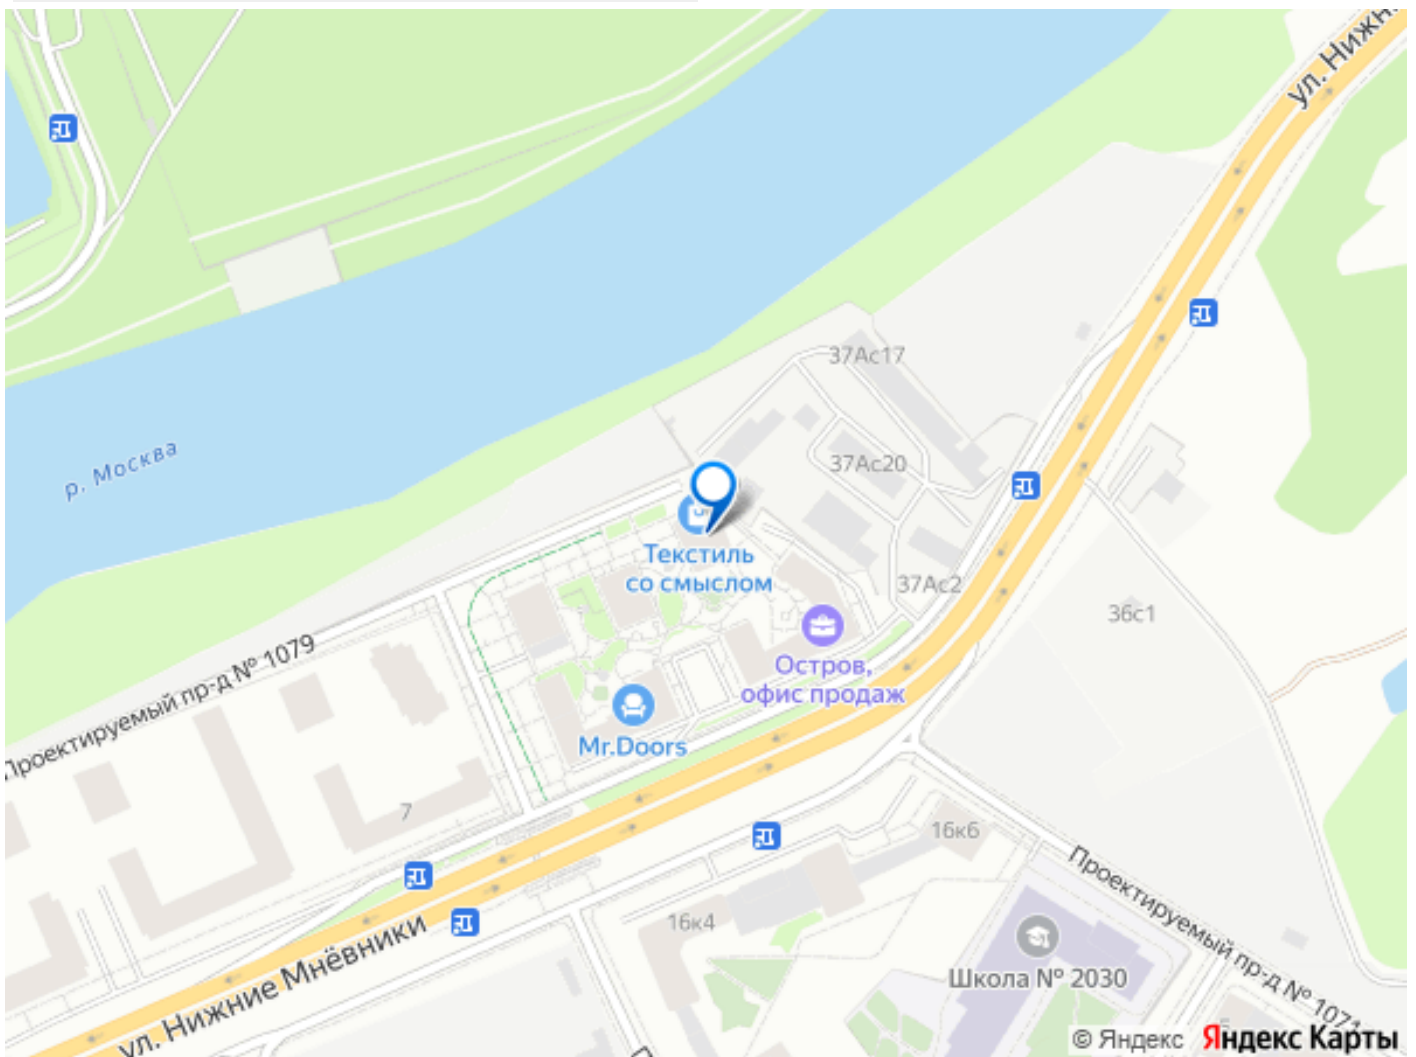 ул. Нижн
37Ас17
р. Москва
37Ас20
Текстиль
со смыслом
37Ас2
36с1
Проектируемый пр-д № 1079
Остров,
офис продаж
Mr.Doors
7
16к6
16к4
Проектируемый пр-д № 1071
ул. Нижние Мнёвники
Школа № 2030
© Яндекс Яндекс Карты